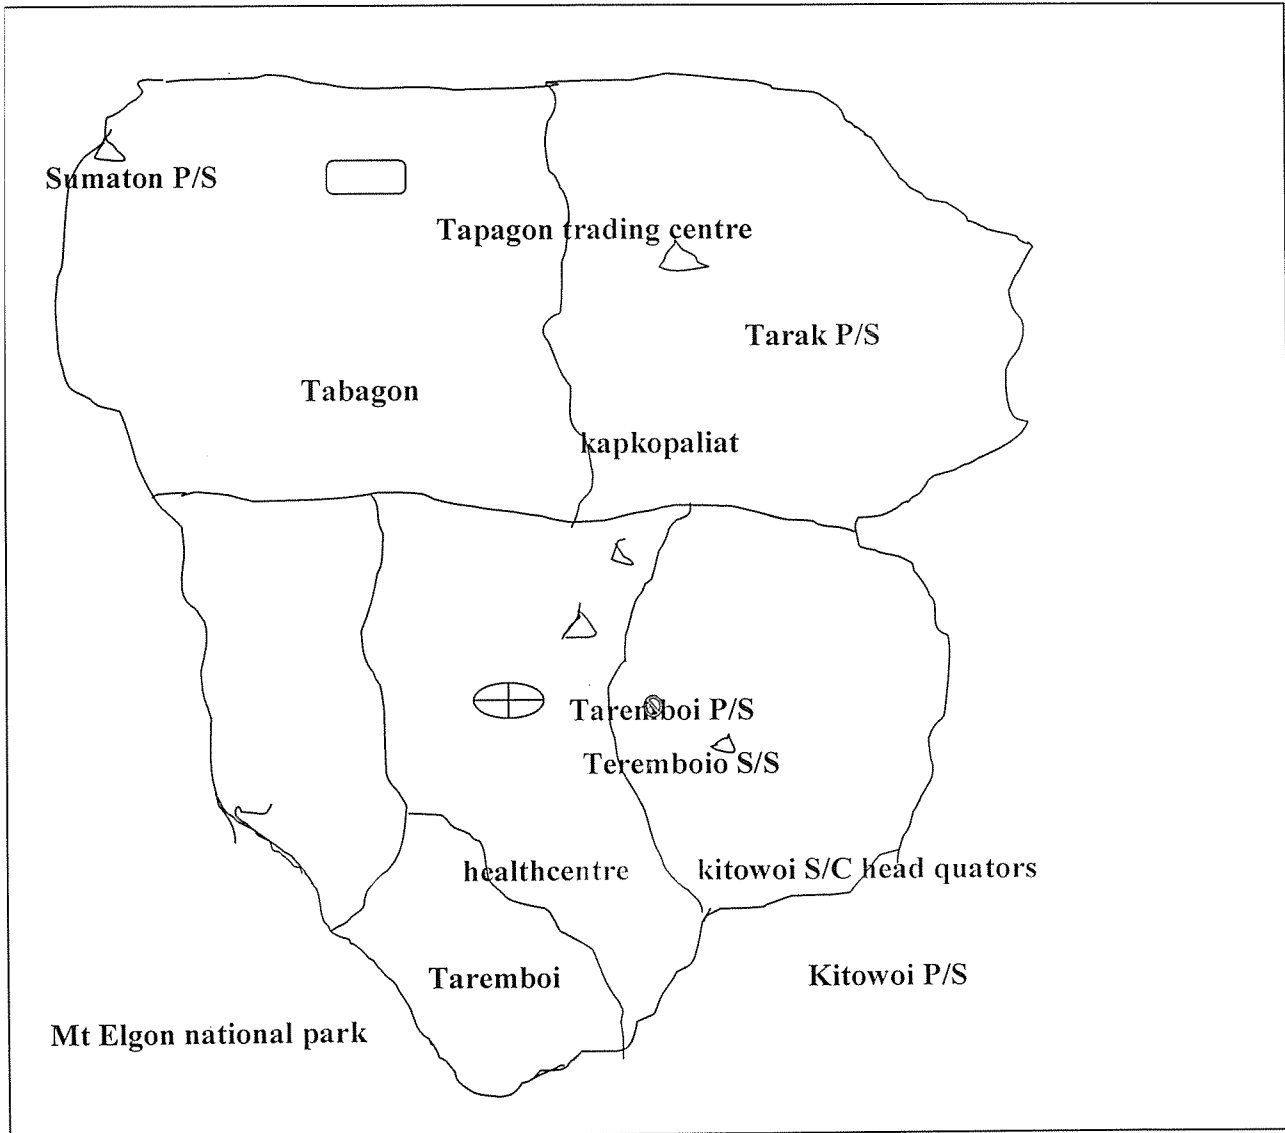 Sumaton P/S
Tapagon trading centre
Tarak P/S
Tabagon
kapkopaliat
Taremboi P/S
Teremboio S/S
healthcentre
kitowoi S/C head quators
Taremboi
Kitowoi P/S
Mt Elgon national park